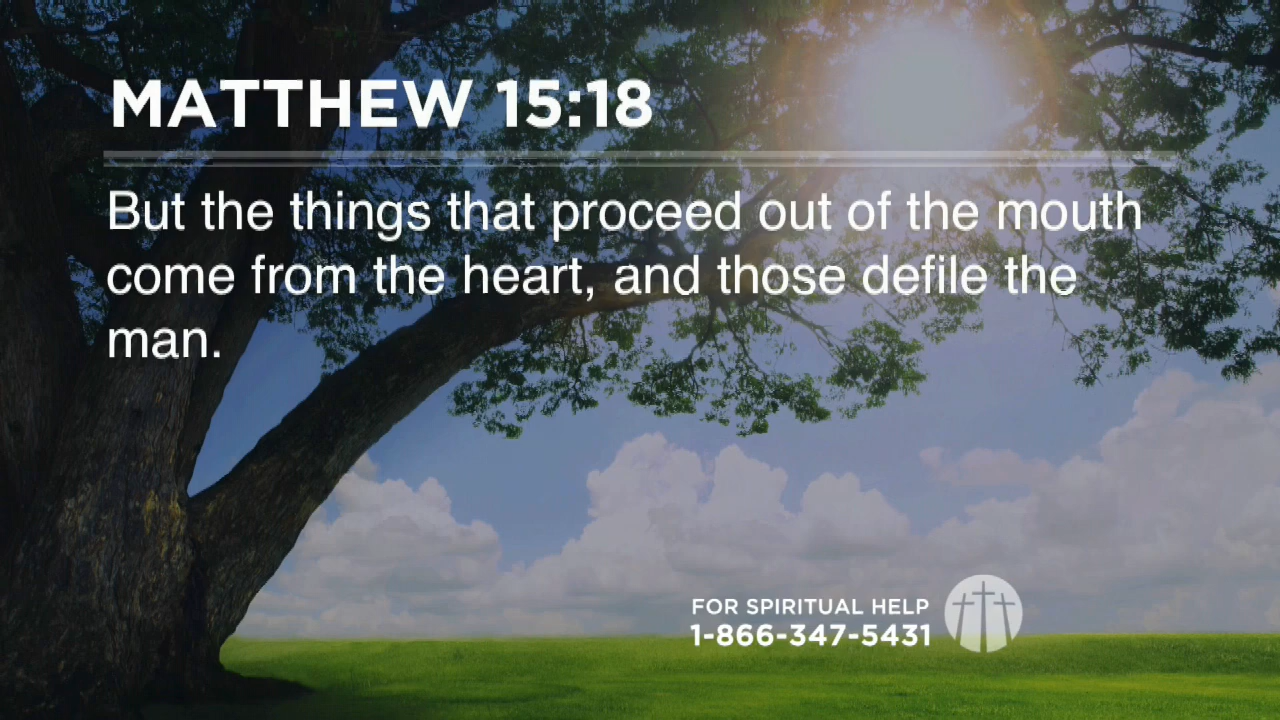 MATTHEW 15:18
But the things that proceed out of the mouth
come from the heart, and those defile the
man.
FOR SPIRITUAL HELP
1-866-347-5431